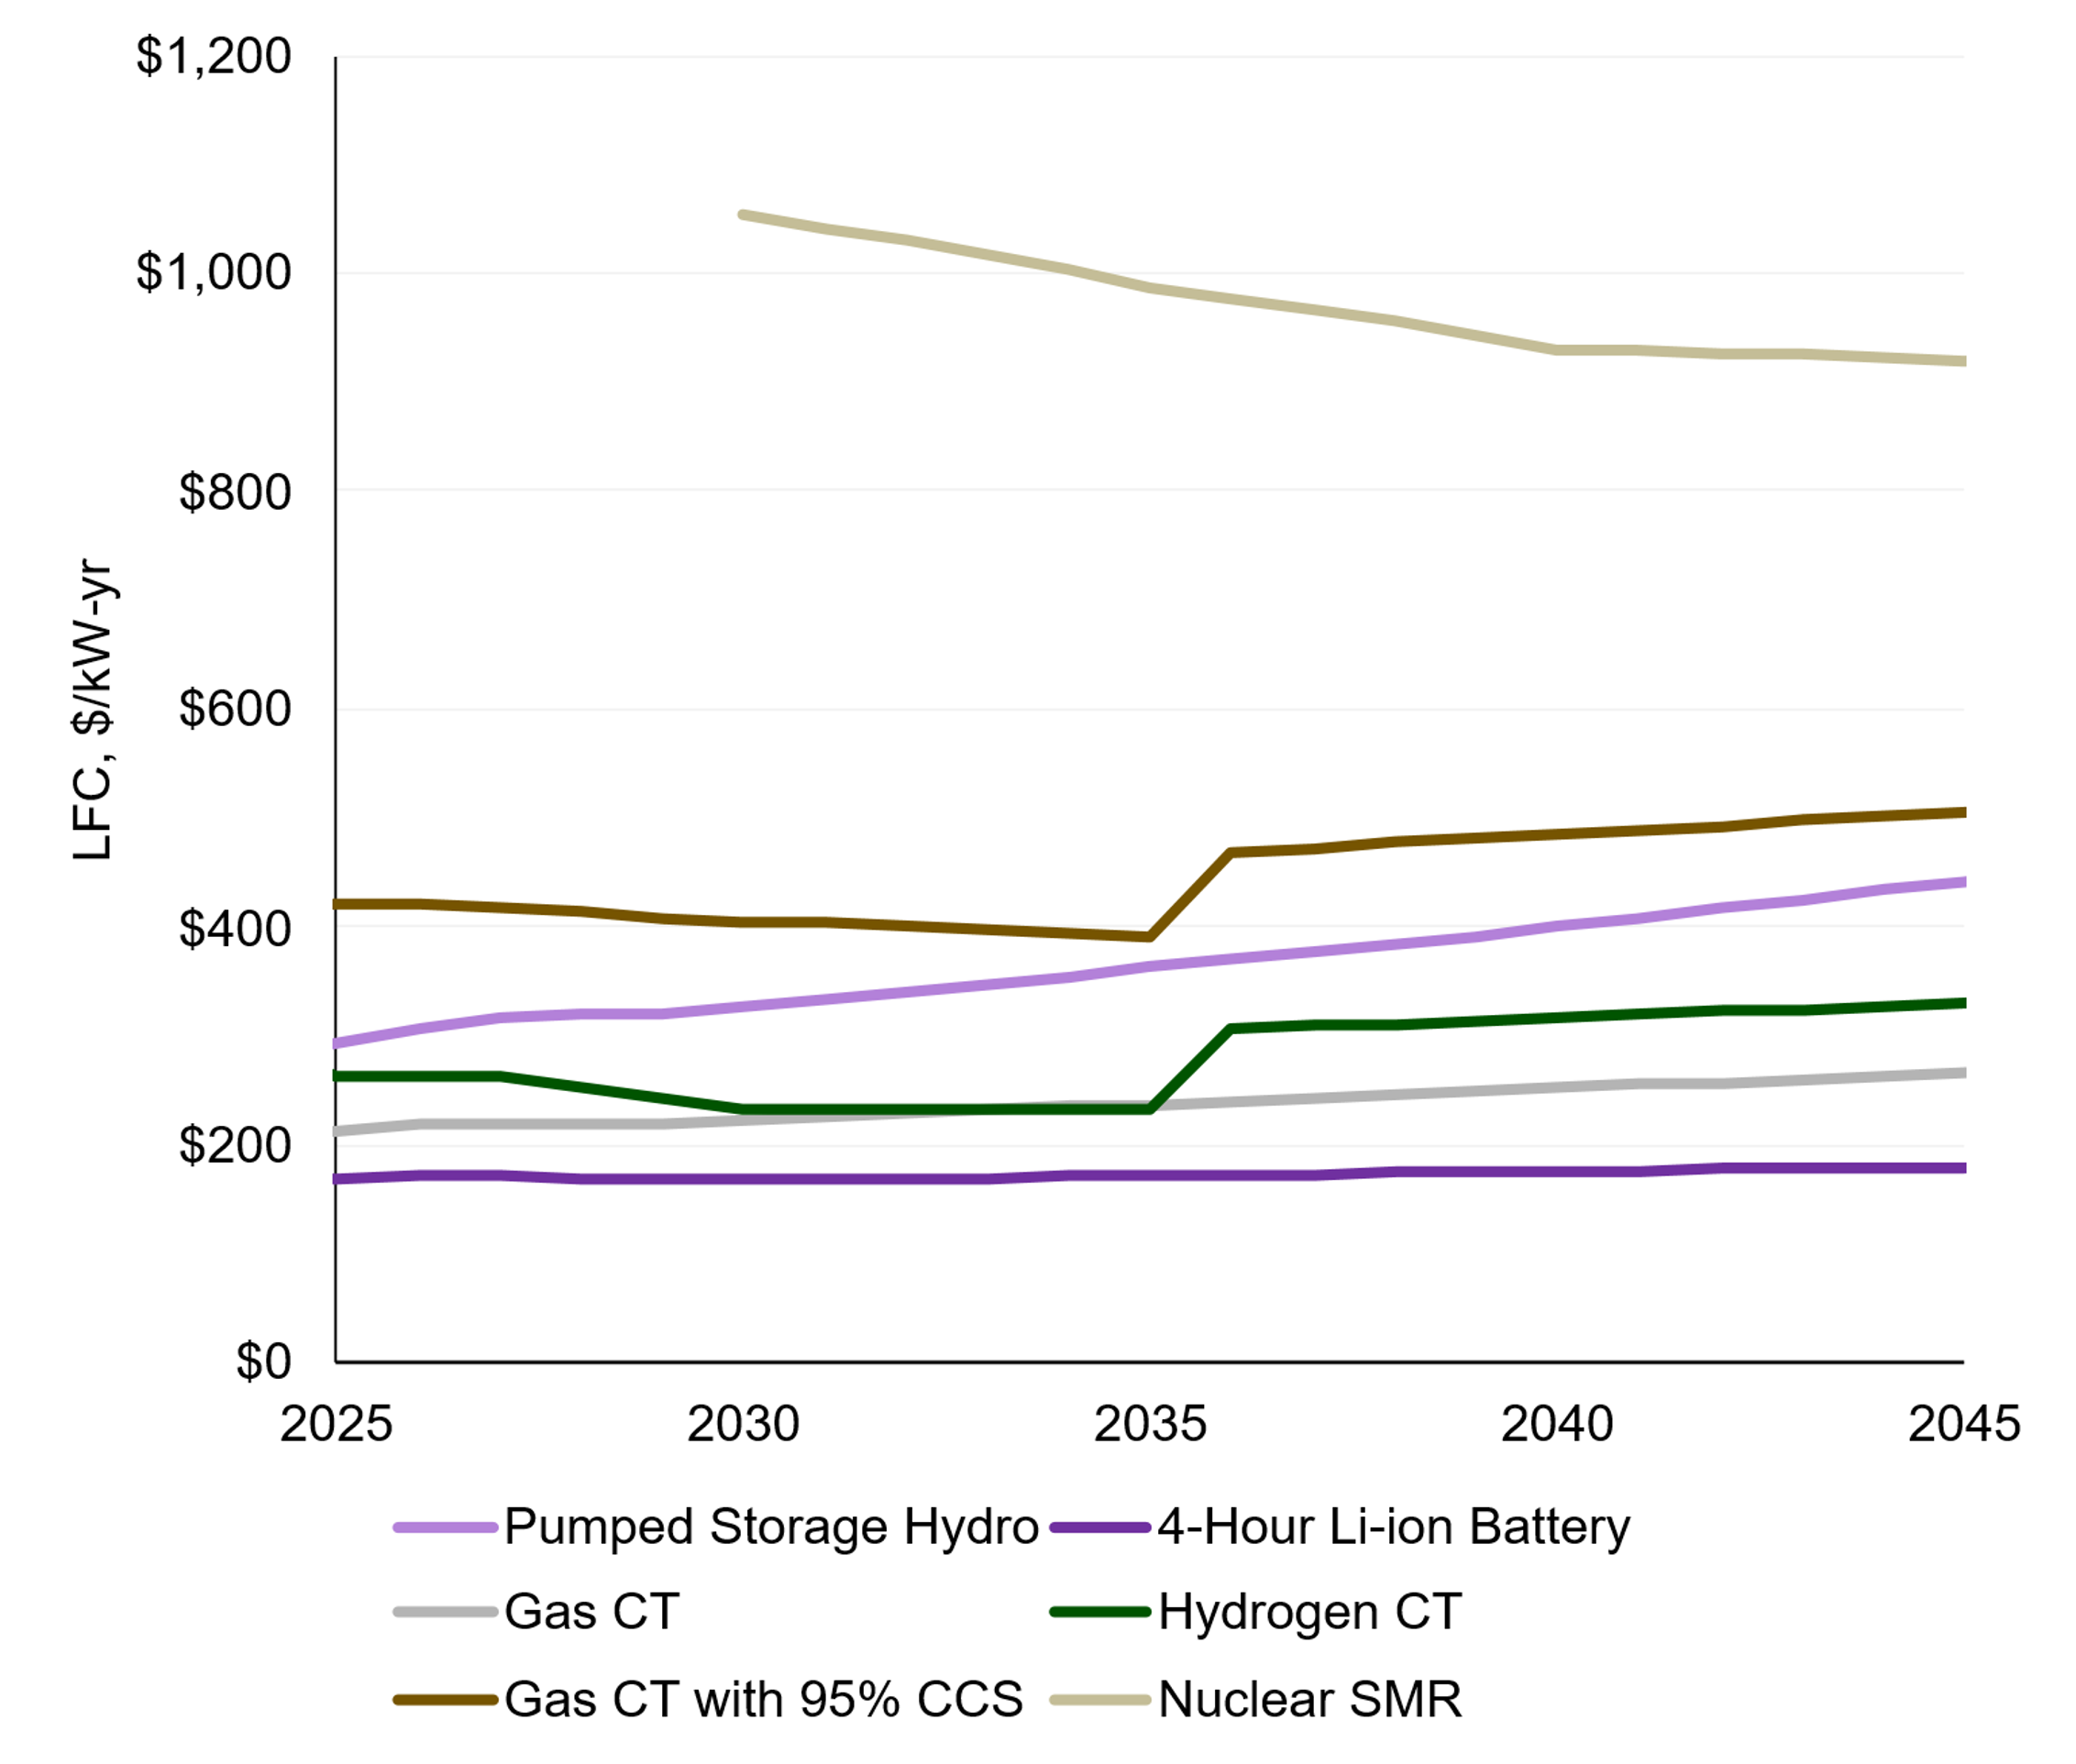 $1,200
$1,000
$800
$600
$400
$200
$0
LFC, $/kW-yr
2025 2030 2035 2040 2045
Pumped Storage Hydro 4-Hour Li-ion Battery
Gas CT Hydrogen CT
Gas CT with 95% CCS Nuclear SMR